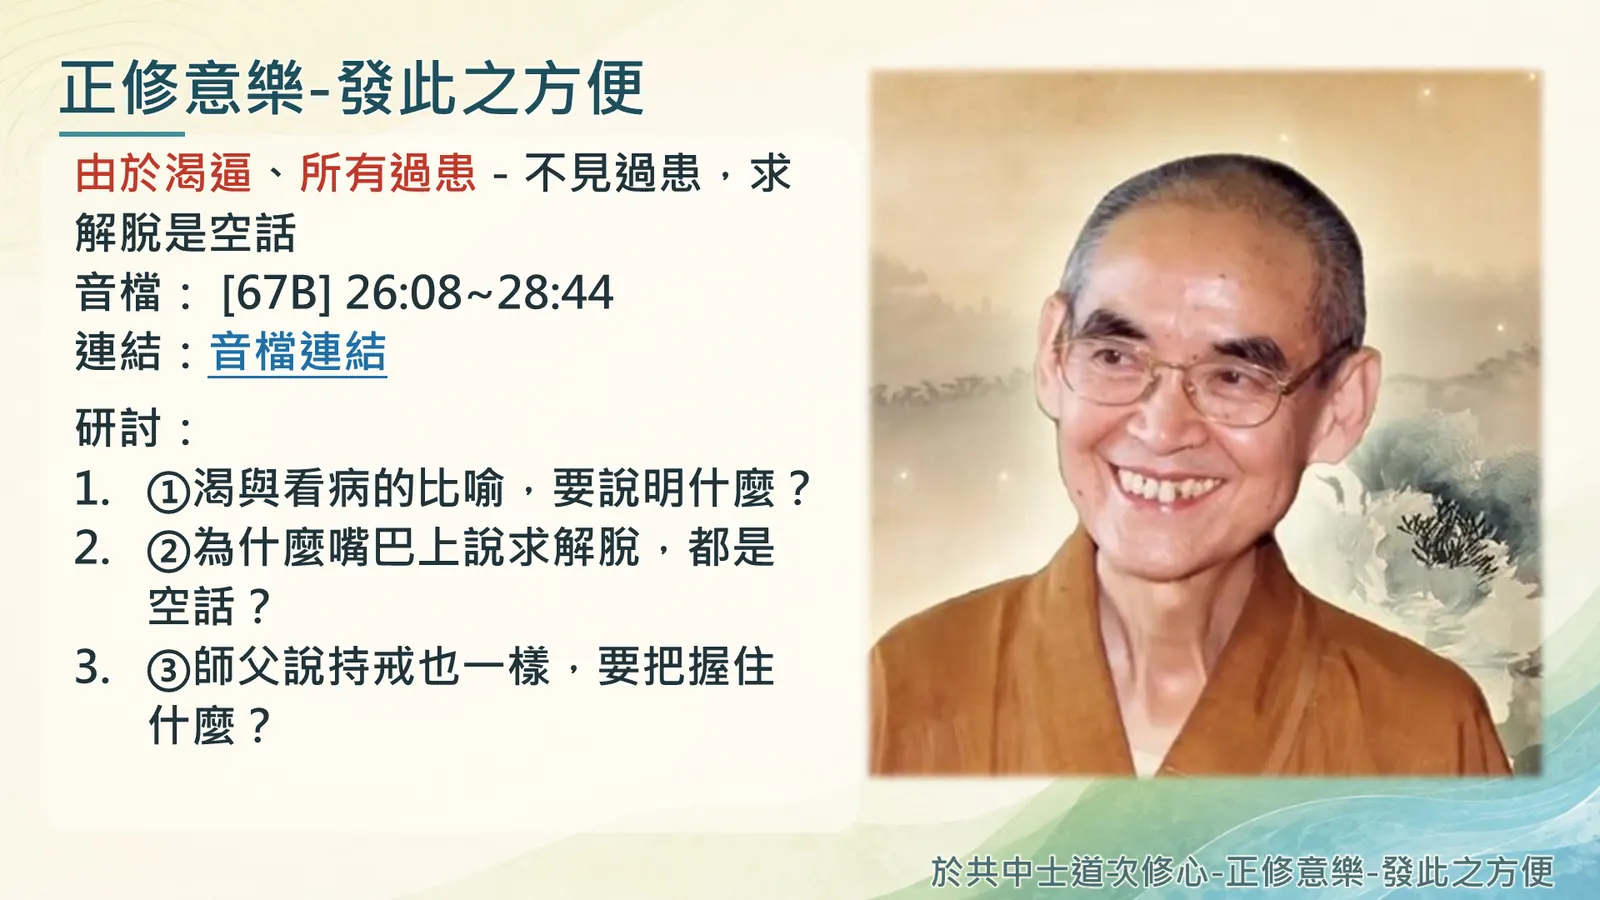 正修意樂-發此之方便
由於渴逼、所有過患 - 不見過患，求
解脫是空話
音檔： [67B] 26:08~28:44
連結：音檔連結
研討：
1. ①渴與看病的比喻，要說明什麼？
2. ②為什麼嘴巴上說求解脫，都是
空話？
3. ③師父說持戒也一樣，要把握住
什麼？
於共中士道次修心-正修意樂-發此之方便